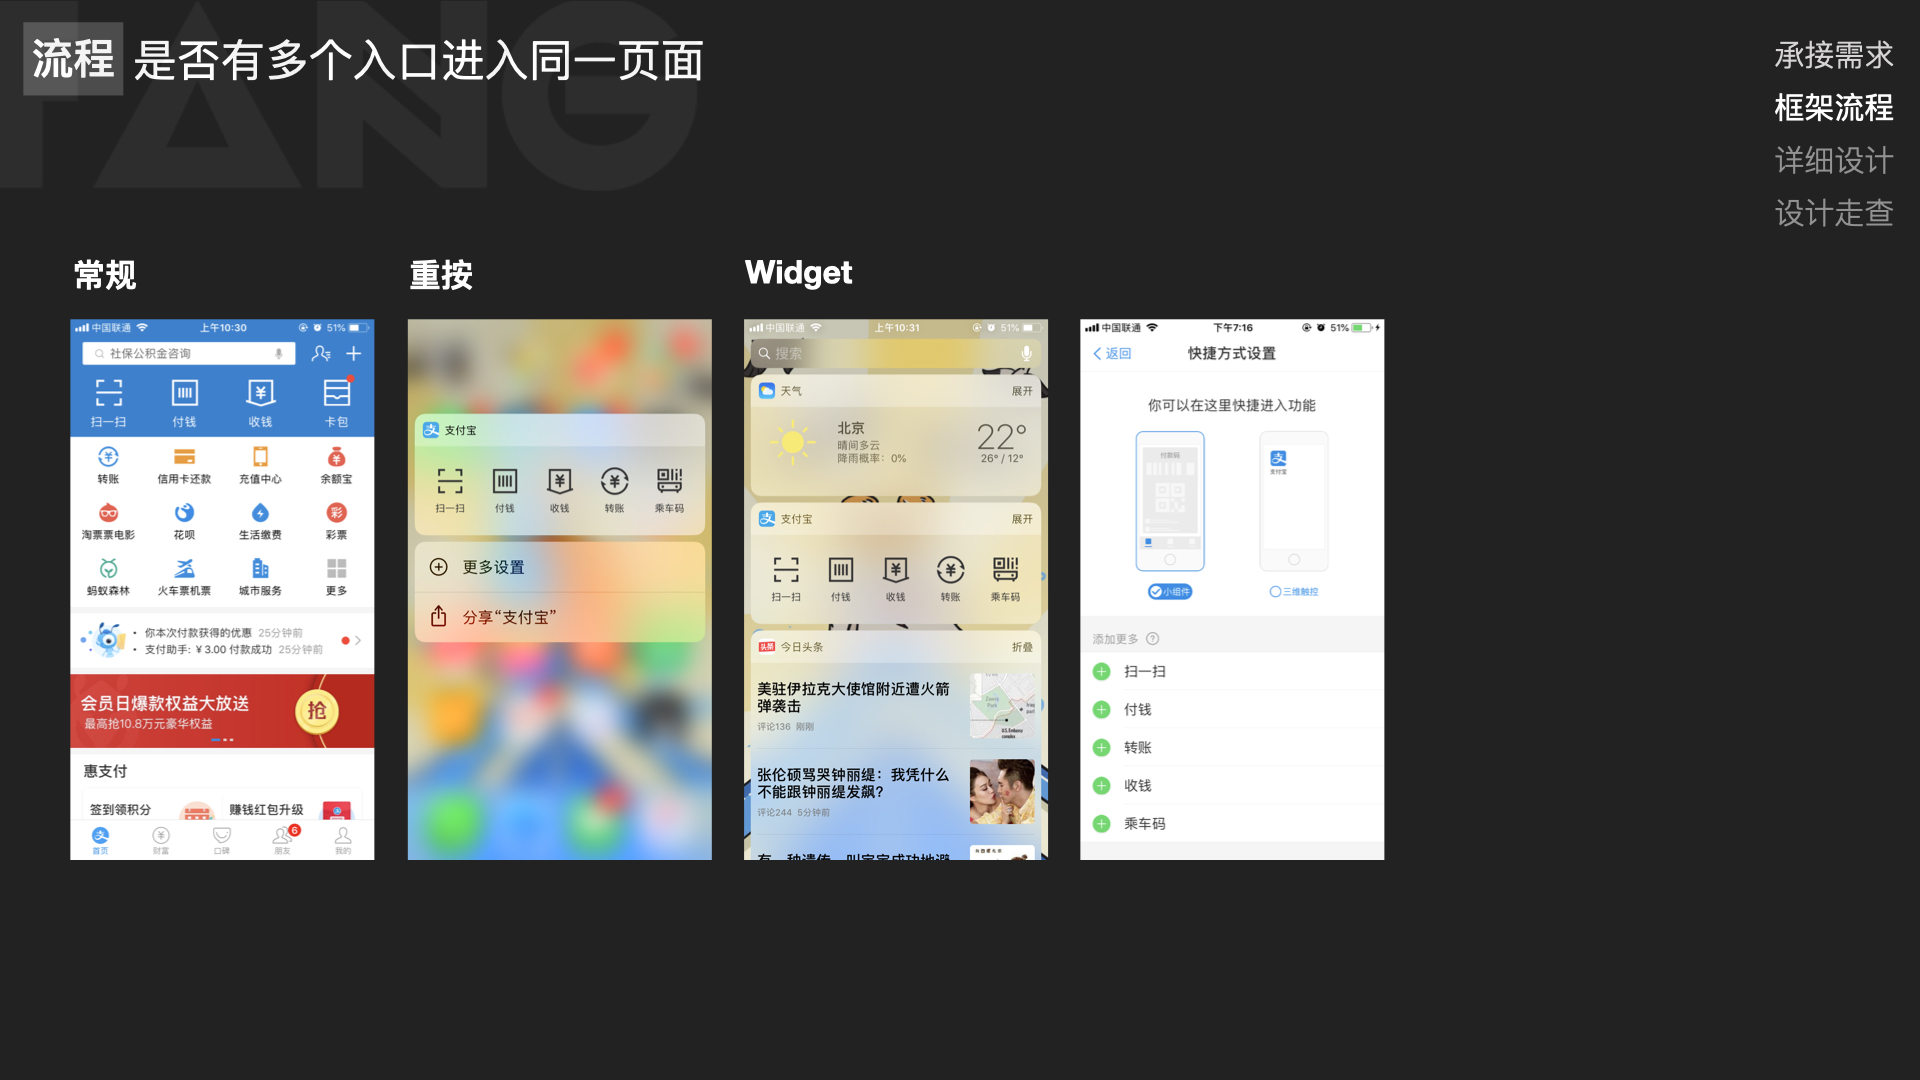 TANG
流程 是否有多个入口进入同一页面
承接需求
框架流程
详细设计
设计走查
常规
中国联通 上午10:30 51%
社保公积金咨询
扫一扫 付钱 收钱 卡包
转账 信用卡还款 充值中心 余额宝
淘票票电影 花呗 生活缴费 彩票
蚂蚁森林 火车票机票 城市服务 更多
· 你本次付款获得的优惠 25分钟前
· 支付助手: ¥ 3.00 付款成功 25分钟前
会员日爆款权益大放送
最高抢10.8万元豪华权益
抢
惠支付
签到领积分 赚钱红包升级
6
首页 财富 口碑 朋友 我的
重按
支付宝
扫一扫 付钱 收钱 转账 乘车码
更多设置
分享“支付宝”
Widget
中国联通 上午10:31 51%
搜索
天气 展开
北京
晴间多云
降雨概率: 0%
22°
26° / 12°
支付宝 展开
扫一扫 付钱 收钱 转账 乘车码
头条 今日头条 折叠
美驻伊拉克大使馆附近遭火箭
弹袭击
评论136 刚刚
张伦硕骂哭钟丽缇：我凭什么
不能跟钟丽缇发飙?
评论244 5分钟前
中国联通 下午7:16 51%
返回 快捷方式设置
你可以在这里快捷进入功能
付款码
支付宝
小组件 三维触控
添加更多 ?
扫一扫
付钱
转账
收钱
乘车码